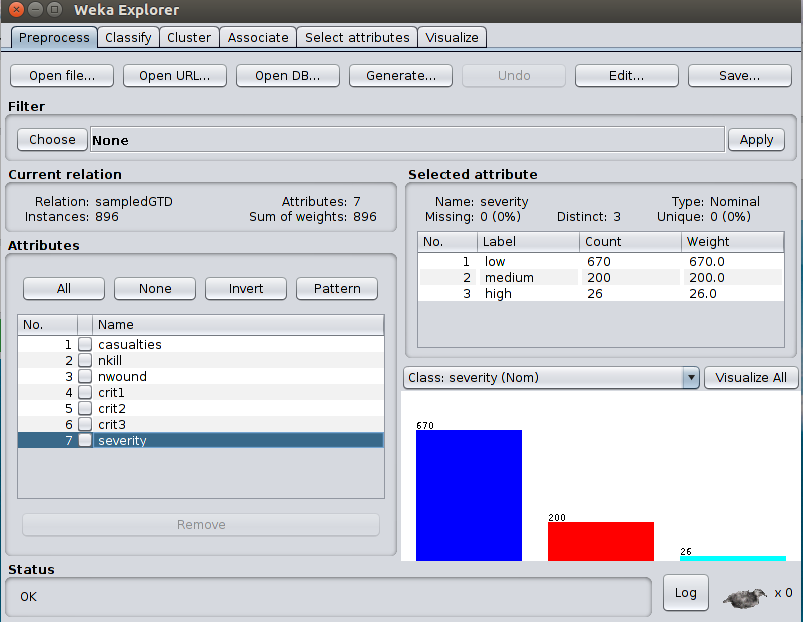 Weka Explorer
Preprocess Classify Cluster Associate Select attributes Visualize
Open file... Open URL... Open DB... Generate... Undo Edit... Save...
Filter
Choose None Apply
Current relation
Relation: sampledGTD Attributes: 7
Instances: 896 Sum of weights: 896
Attributes
All None Invert Pattern
No. Name
1 casualties
2 nkill
3 nwound
4 crit1
5 crit2
6 crit3
7 severity
Remove
Selected attribute
Name: severity Type: Nominal
Missing: 0 (0%) Distinct: 3 Unique: 0 (0%)
No. Label Count Weight
1 low 670 670.0
2 medium 200 200.0
3 high 26 26.0
Class: severity (Nom) Visualize All
670
200
26
Status
OK
Log x 0